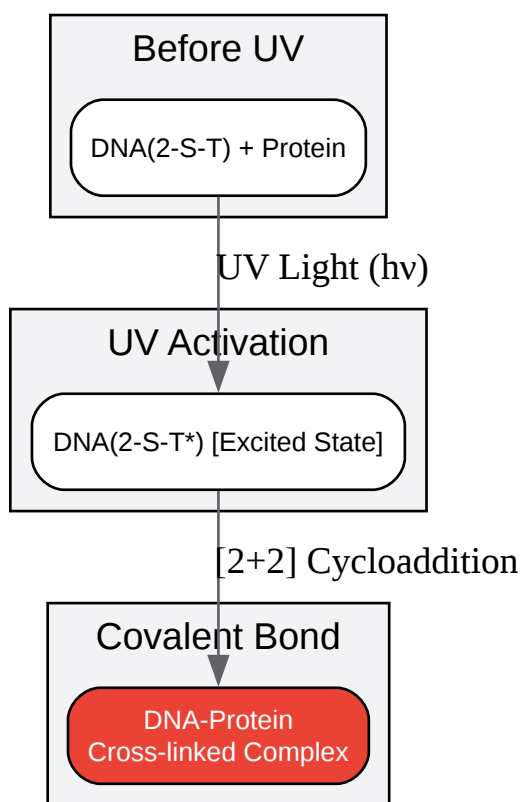 Before UV
DNA(2-S-T) + Protein
UV Light (hν)
UV Activation
DNA(2-S-T*) [Excited State]
[2+2] Cycloaddition
Covalent Bond
DNA-Protein
Cross-linked Complex